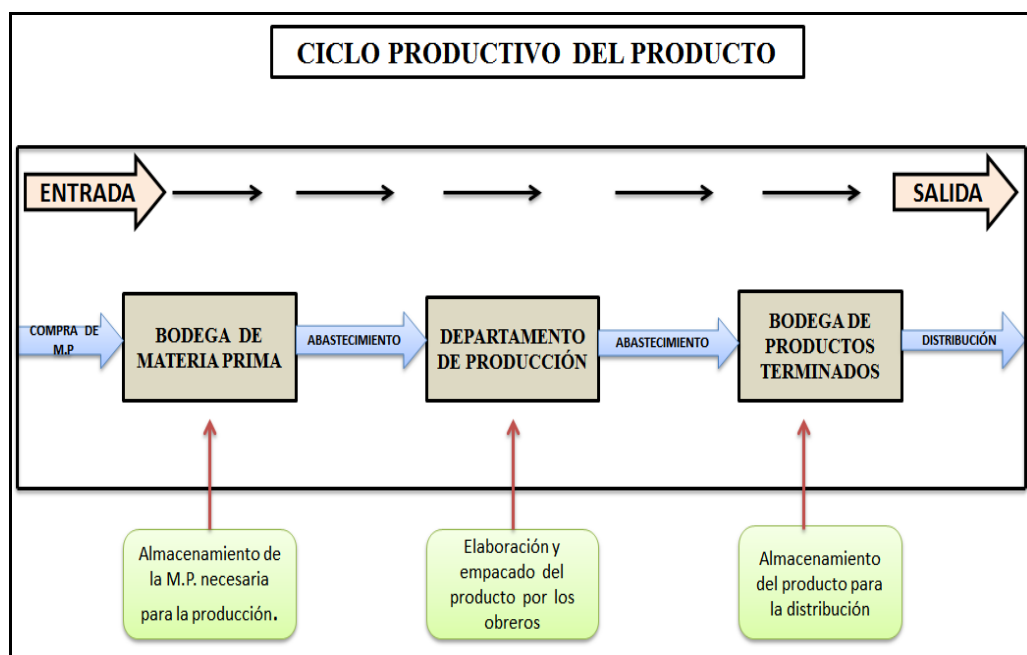 CICLO PRODUCTIVO DEL PRODUCTO
ENTRADA
SALIDA
COMPRA DE
M.P
BODEGA DE
MATERIA PRIMA
ABASTECIMIENTO
DEPARTAMENTO
DE PRODUCCIÓN
ABASTECIMIENTO
BODEGA DE
PRODUCTOS
TERMINADOS
DISTRIBUCIÓN
Almacenamiento de
la M.P. necesaria
para la producción.
Elaboración y
empacado del
producto por los
obreros
Almacenamiento
del producto para
la distribución